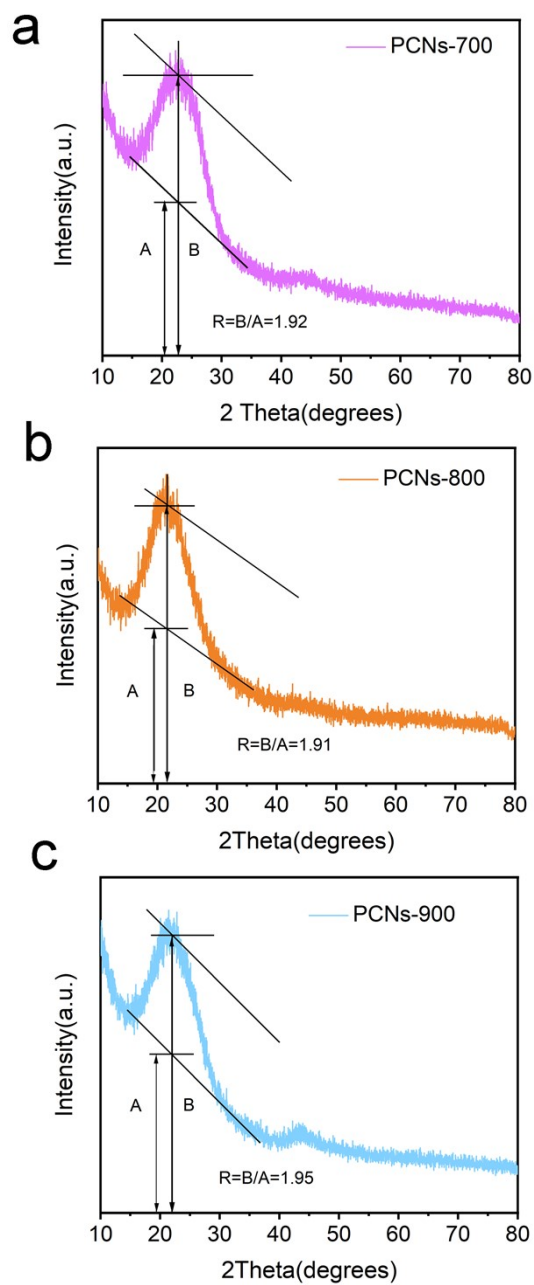 a
PCNs-700
Intensity(a.u.)
A
B
R=B/A=1.92
10 20 30 40 50 60 70 80
2 Theta(degrees)
b
PCNs-800
Intensity(a.u.)
A
B
R=B/A=1.91
10 20 30 40 50 60 70 80
2Theta(degrees)
c
PCNs-900
Intensity(a.u.)
A
B
R=B/A=1.95
10 20 30 40 50 60 70 80
2Theta(degrees)